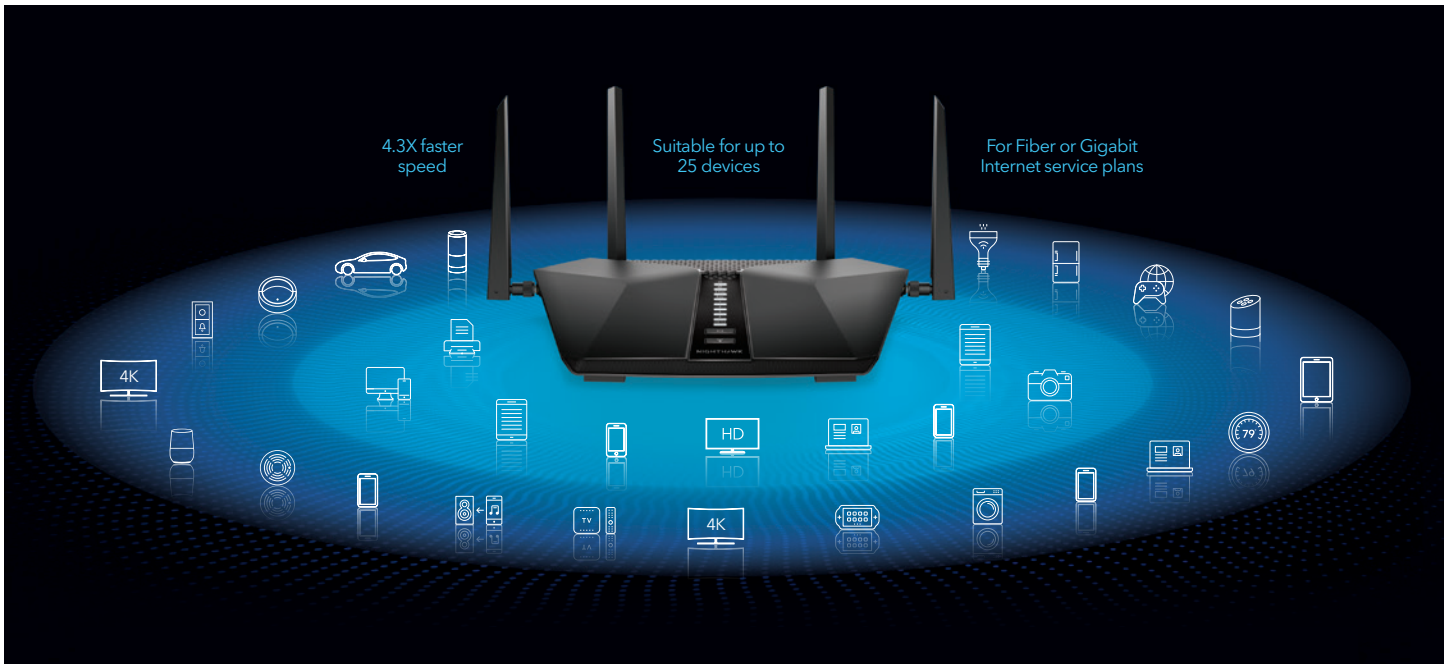 4.3X faster
speed
Suitable for up to
25 devices
For Fiber or Gigabit
Internet service plans
NIGHTHAWK
4K
HD
79°
TV
4K